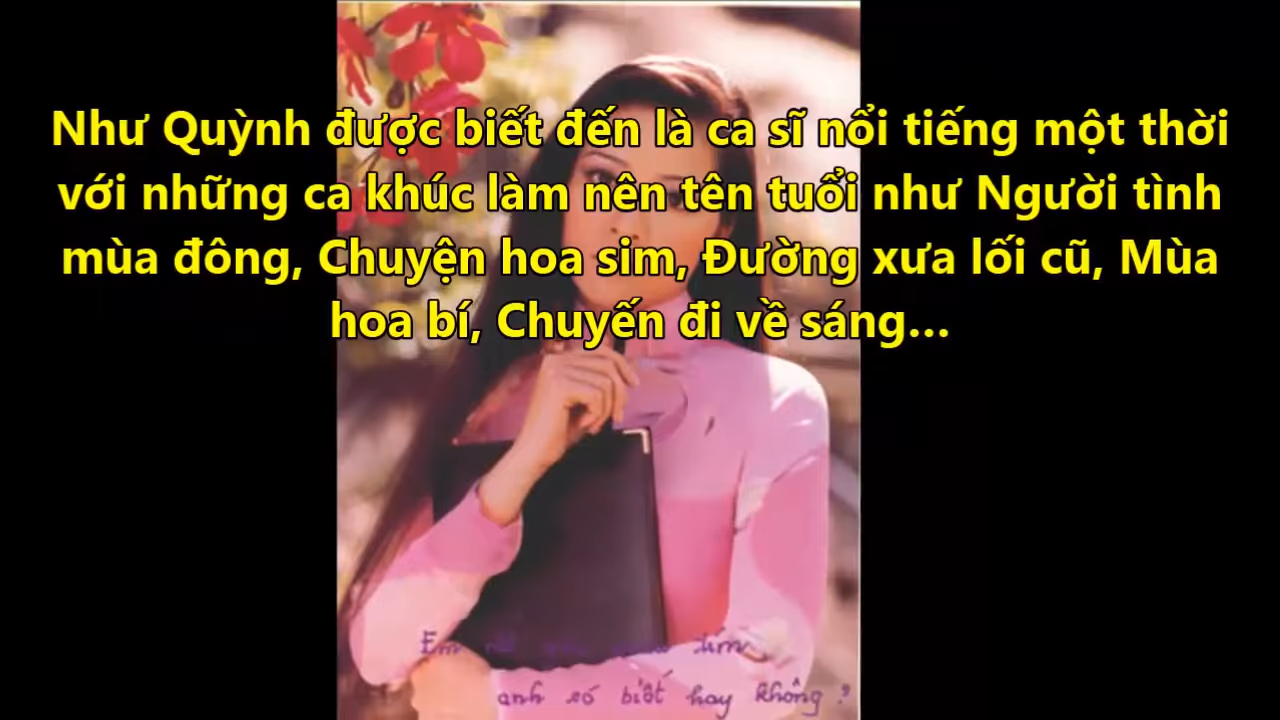 Như Quỳnh được biết đến là ca sĩ nổi tiếng một thời
với những ca khúc làm nên tên tuổi như Người tình
mùa đông, Chuyện hoa sim, Đường xưa lối cũ, Mùa
hoa bí, Chuyến đi về sáng...
Em tím
anh có biết hay không?